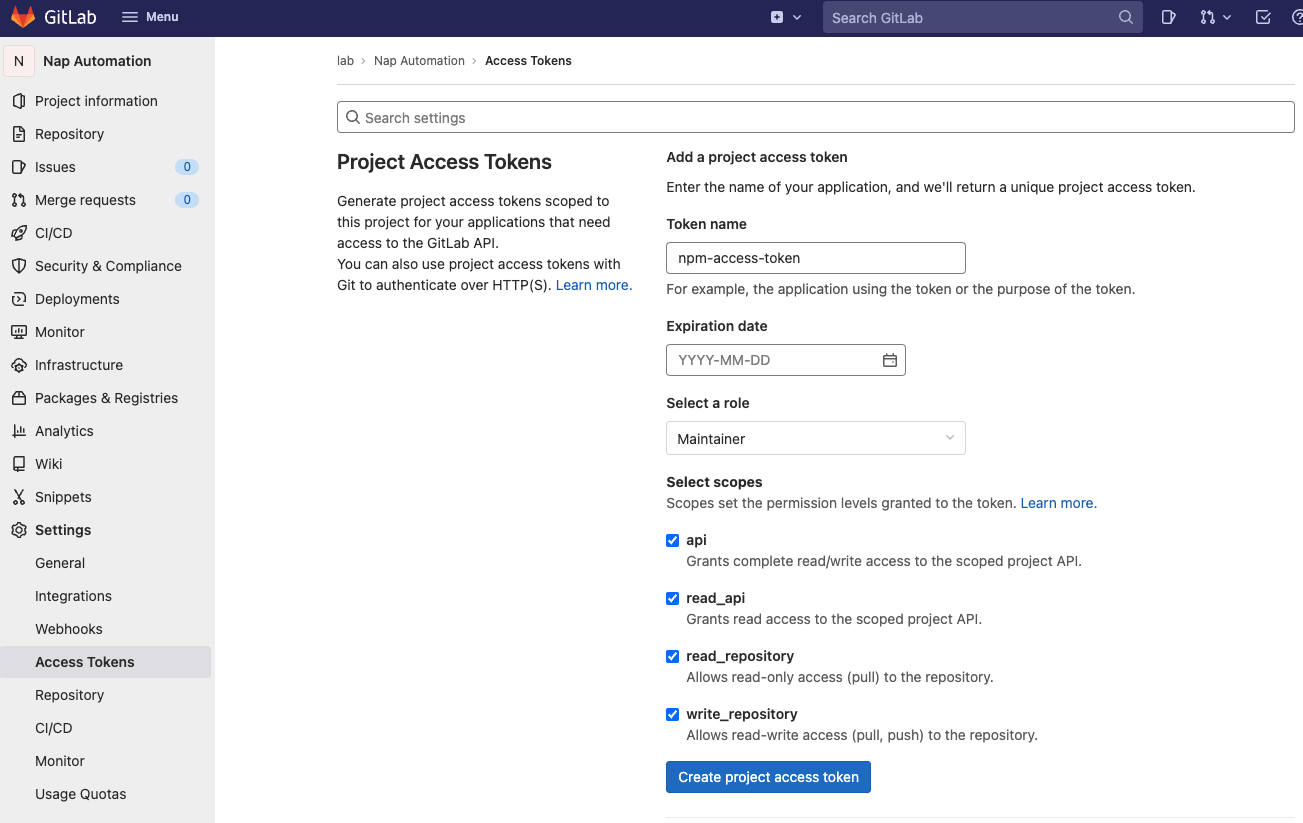 GitLab
Menu
Search GitLab
N
Nap Automation
Project information
Repository
Issues
0
Merge requests
0
CI/CD
Security & Compliance
Deployments
Monitor
Infrastructure
Packages & Registries
Analytics
Wiki
Snippets
Settings
General
Integrations
Webhooks
Access Tokens
Repository
CI/CD
Monitor
Usage Quotas
lab › Nap Automation › Access Tokens
Search settings
Project Access Tokens
Generate project access tokens scoped to
this project for your applications that need
access to the GitLab API.
You can also use project access tokens with
Git to authenticate over HTTP(S). Learn more.
Add a project access token
Enter the name of your application, and we'll return a unique project access token.
Token name
npm-access-token
For example, the application using the token or the purpose of the token.
Expiration date
YYYY-MM-DD
Select a role
Maintainer
Select scopes
Scopes set the permission levels granted to the token. Learn more.
api
Grants complete read/write access to the scoped project API.
read_api
Grants read access to the scoped project API.
read_repository
Allows read-only access (pull) to the repository.
write_repository
Allows read-write access (pull, push) to the repository.
Create project access token